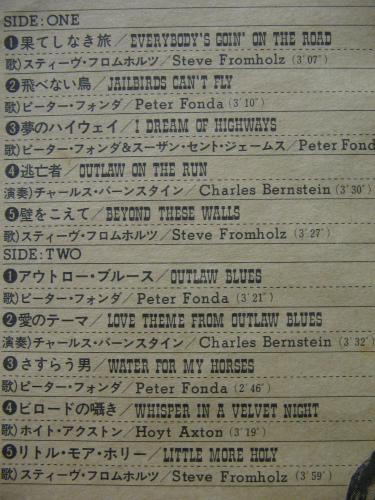 SIDE:ONE
❶果てしなき旅／EVERYBODY'S GOIN' ON THE ROAD
歌)スティーヴ・フロムホルツ／Steve Fromholz (3'07")
❷飛べない鳥／JAILBIRDS CAN'T FLY
歌)ピーター・フォンダ／Peter Fonda (3'10")
❸夢のハイウェイ／I DREAM OF HIGHWAYS
歌)ピーター・フォンダ&スーザン・セント・ジェームス／Peter Fond
❹逃亡者／OUTLAW ON THE RUN
演奏)チャールス・バーンスタイン／Charles Bernstein (3'30")
❺壁をこえて／BEYOND THESE WALLS
歌)スティーヴ・フロムホルツ／Steve Fromholz (3'27")
SIDE:TWO
❶アウトロー・ブルース／OUTLAW BLUES
歌)ピーター・フォンダ／Peter Fonda (3'21")
❷愛のテーマ／LOVE THEME FROM OUTLAW BLUES
演奏)チャールス・バーンスタイン／Charles Bernstein (3'32")
❸さすらう男／WATER FOR MY HORSES
歌)ピーター・フォンダ／Peter Fonda (2'46")
❹ビロードの囁き／WHISPER IN A VELVET NIGHT
歌)ホイト・アクストン／Hoyt Axton (3'19")
❺リトル・モア・ホリー／LITTLE MORE HOLY
歌)スティーヴ・フロムホルツ／Steve Fromholz (3'59")